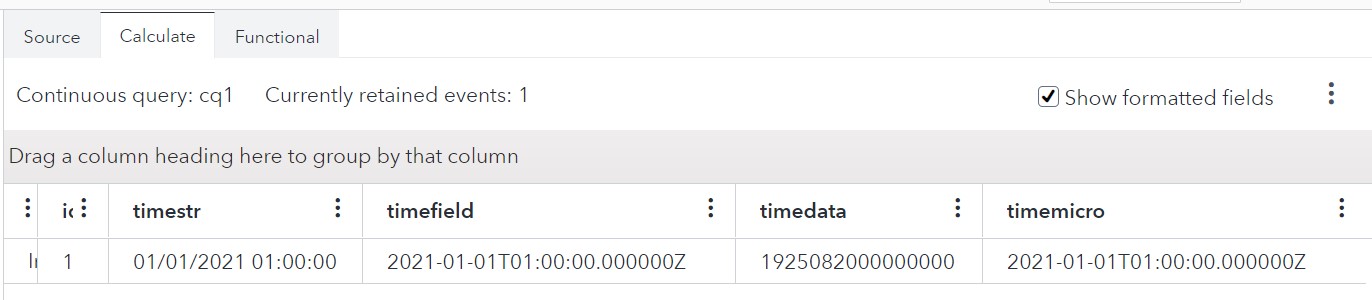 Source Calculate Functional
Continuous query: cq1 Currently retained events: 1 Show formatted fields
Drag a column heading here to group by that column
timestr timefield timedata timemicro
1 01/01/2021 01:00:00 2021-01-01T01:00:00.000000Z 1925082000000000 2021-01-01T01:00:00.000000Z